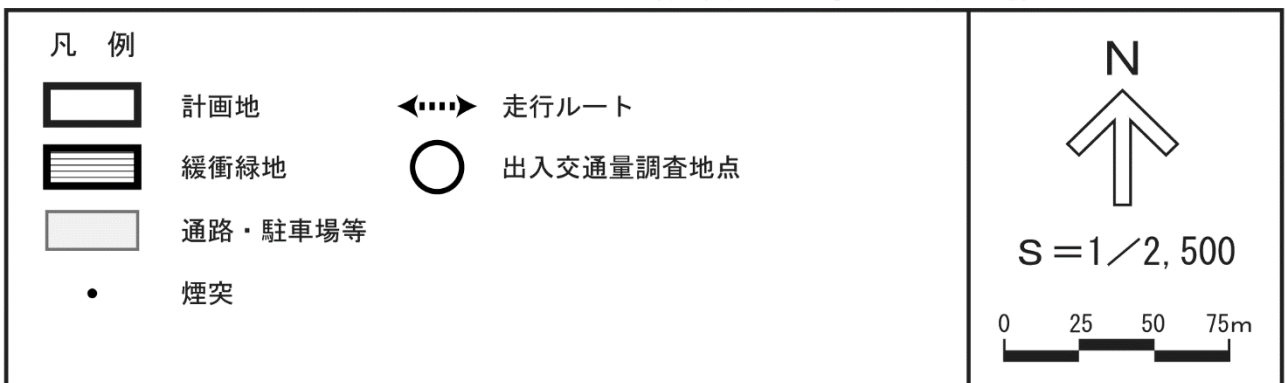 凡 例
計画地
走行ルート
緩衝緑地
出入交通量調査地点
通路・駐車場等
煙突
N
S=1/2,500
0 25 50 75m